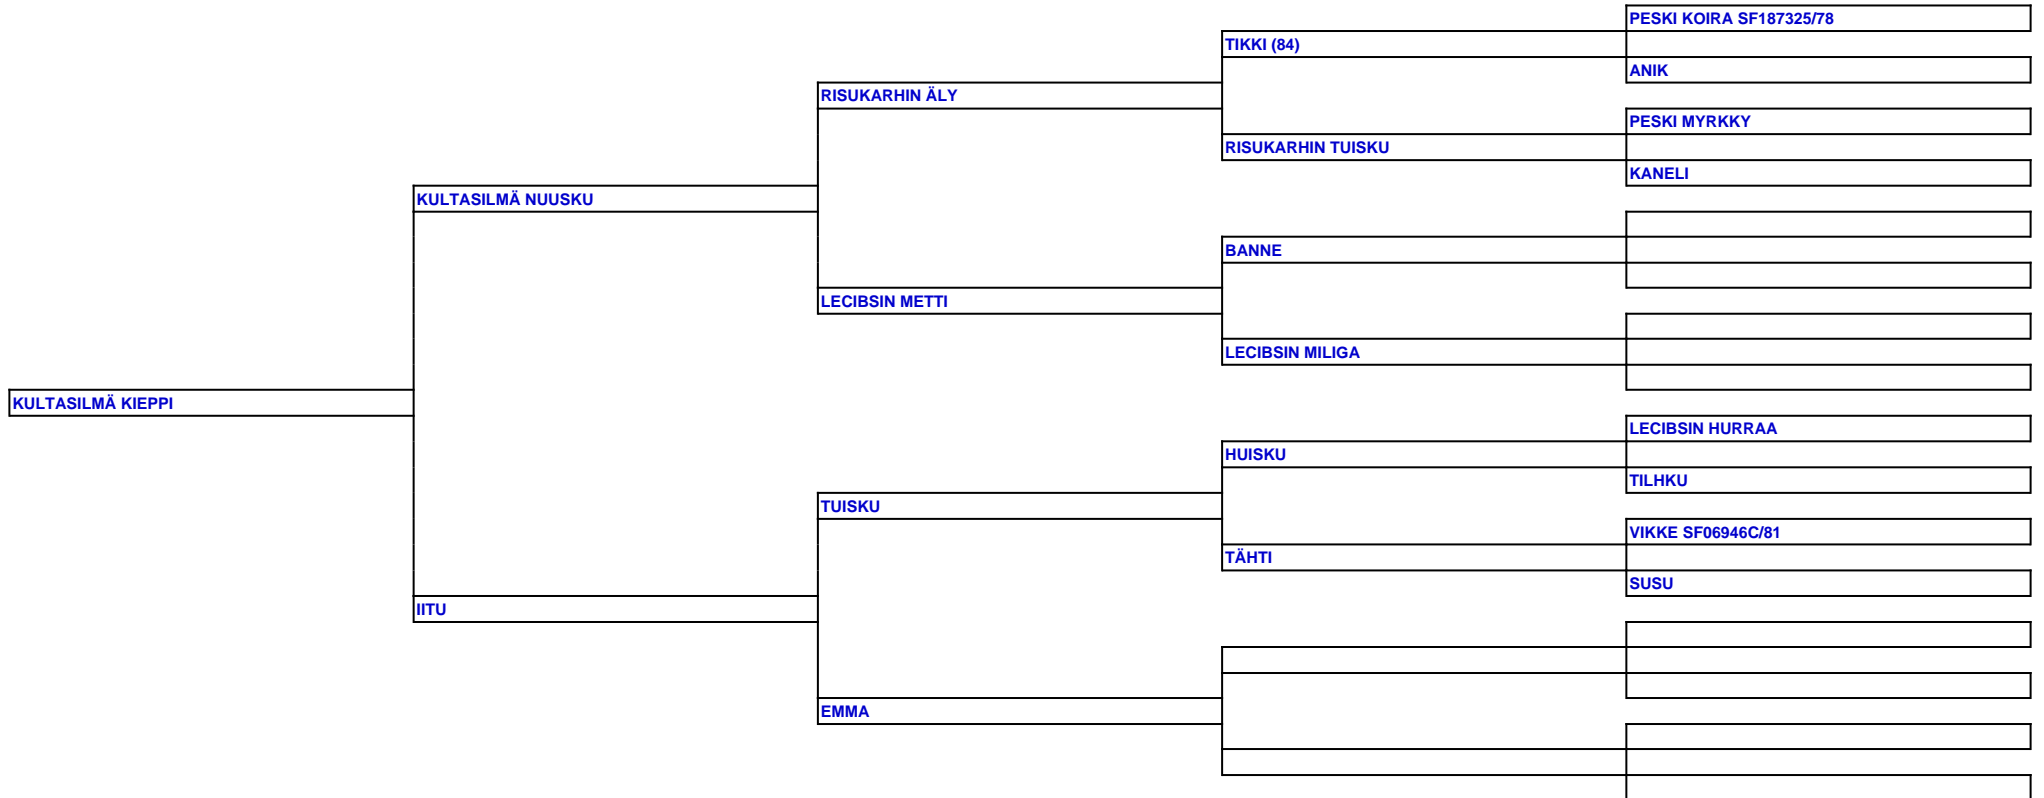 PESKI KOIRA SF187325/78
TIKKI (84)
ANIK
RISUKARHIN ÄLY
PESKI MYRKKY
RISUKARHIN TUISKU
KANELI
KULTASILMÄ NUUSKU
BANNE
LECIBSIN METTI
LECIBSIN MILIGA
KULTASILMÄ KIEPPI
LECIBSIN HURRAA
HUISKU
TILHKU
TUISKU
VIKKE SF06946C/81
TÄHTI
SUSU
IITU
EMMA